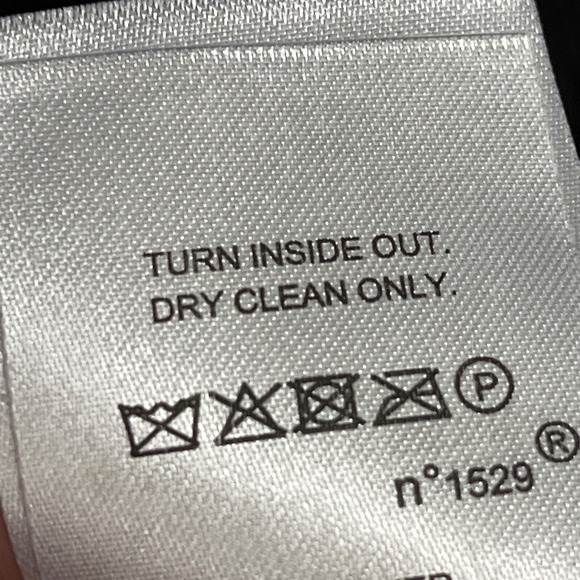 TURN INSIDE OUT.
DRY CLEAN ONLY.
P
®
n°1529